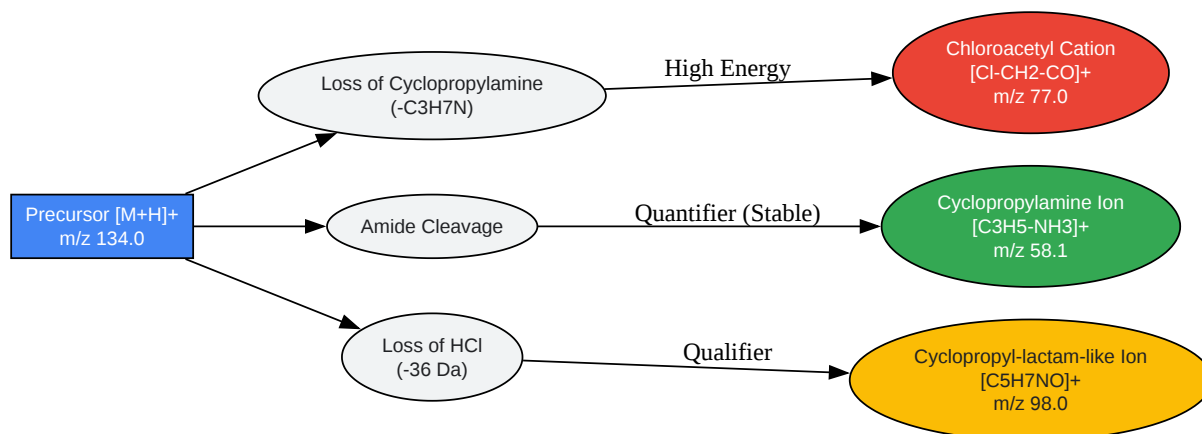 Precursor [M+H]+
m/z 134.0
Loss of Cyclopropylamine
(-C3H7N)
High Energy
Chloroacetyl Cation
[Cl-CH2-CO]+
m/z 77.0
Amide Cleavage
Quantifier (Stable)
Cyclopropylamine Ion
[C3H5-NH3]+
m/z 58.1
Loss of HCl
(-36 Da)
Qualifier
Cyclopropyl-lactam-like Ion
[C5H7NO]+
m/z 98.0